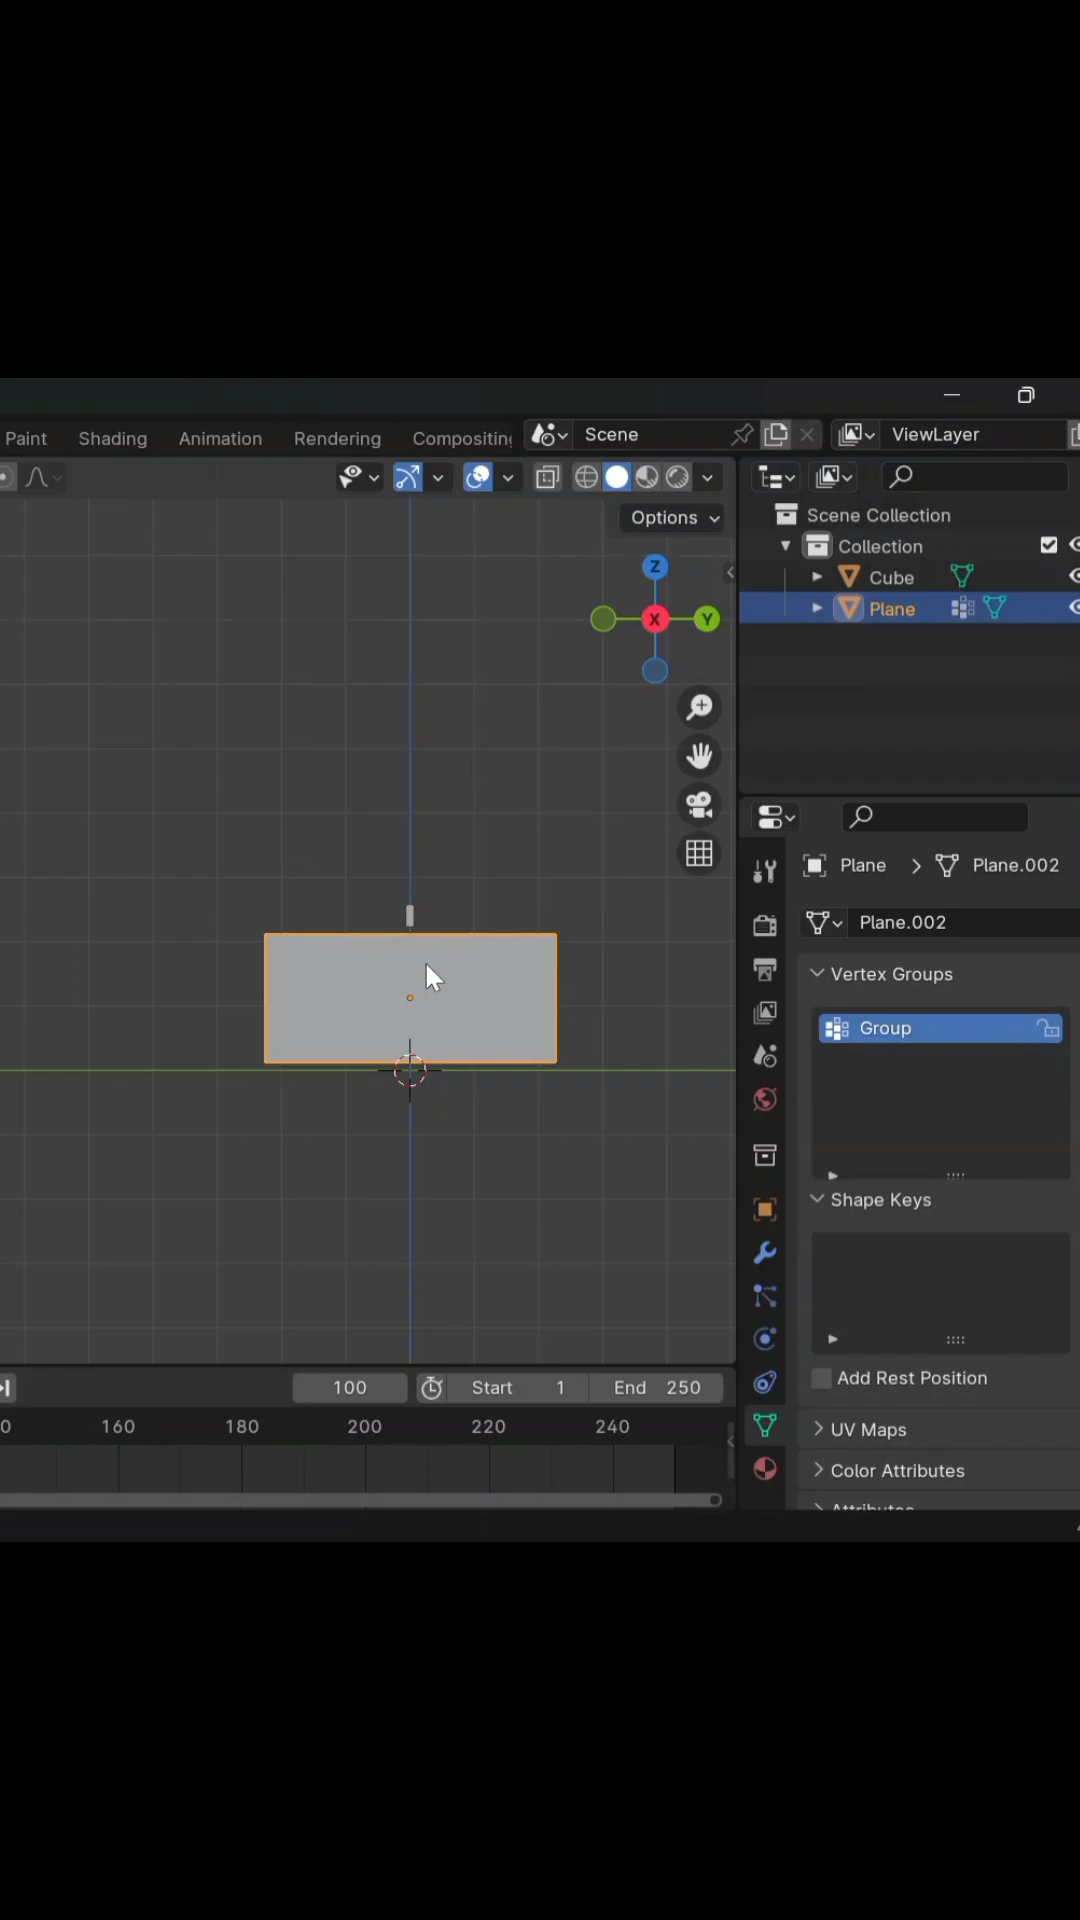 Paint Shading Animation Rendering Compositing Scene ViewLayer
Options
Scene Collection
Collection
Cube
Plane
Z
X
Y
Plane > Plane.002
Plane.002
Vertex Groups
Group
Shape Keys
Add Rest Position
UV Maps
Color Attributes
Attributes
100 Start 1 End 250
0 160 180 200 220 240